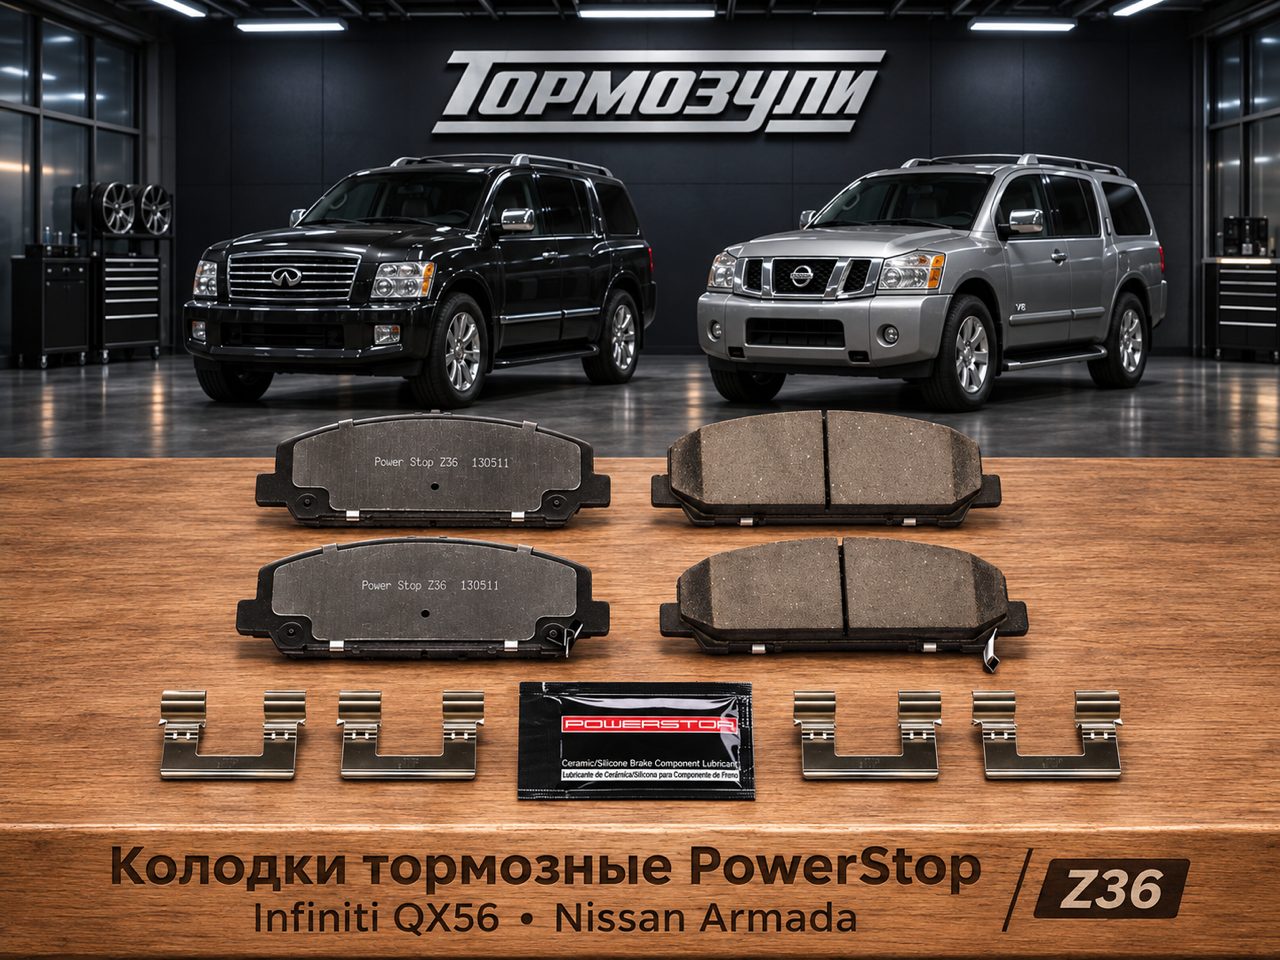 ТОРМОЗУЛИ
V8
Power Stop Z36 130511
Power Stop Z36 130511
POWERSTOP
Ceramic/Silicone Brake Component Lubricant
Lubricante de Cerámica/Silicona para Componente de Freno
Колодки тормозные PowerStop
Z36
Infiniti QX56 • Nissan Armada